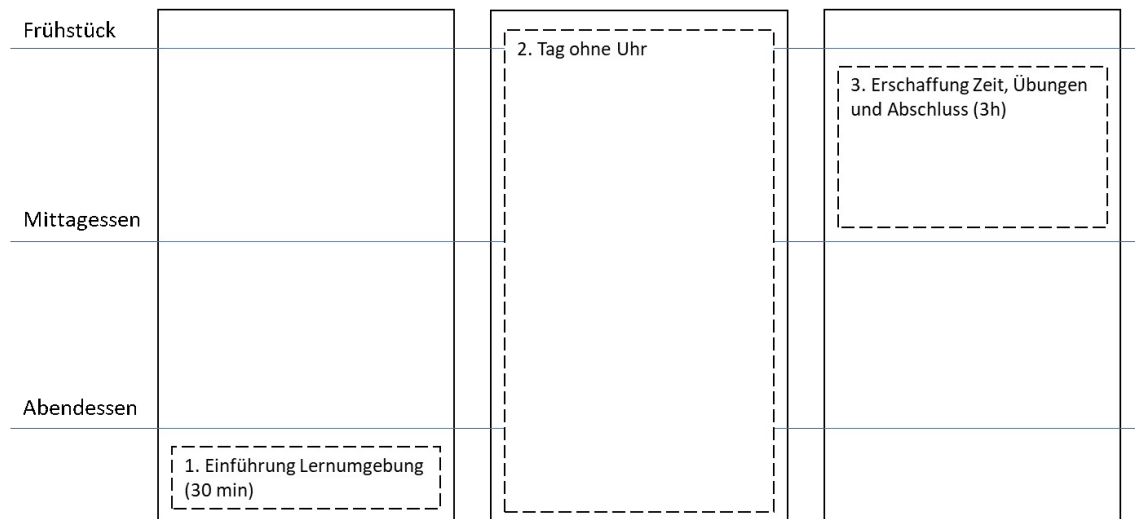 Frühstück
2. Tag ohne Uhr
3. Erschaffung Zeit, Übungen
und Abschluss (3h)
Mittagessen
Abendessen
1. Einführung Lernumgebung
(30 min)